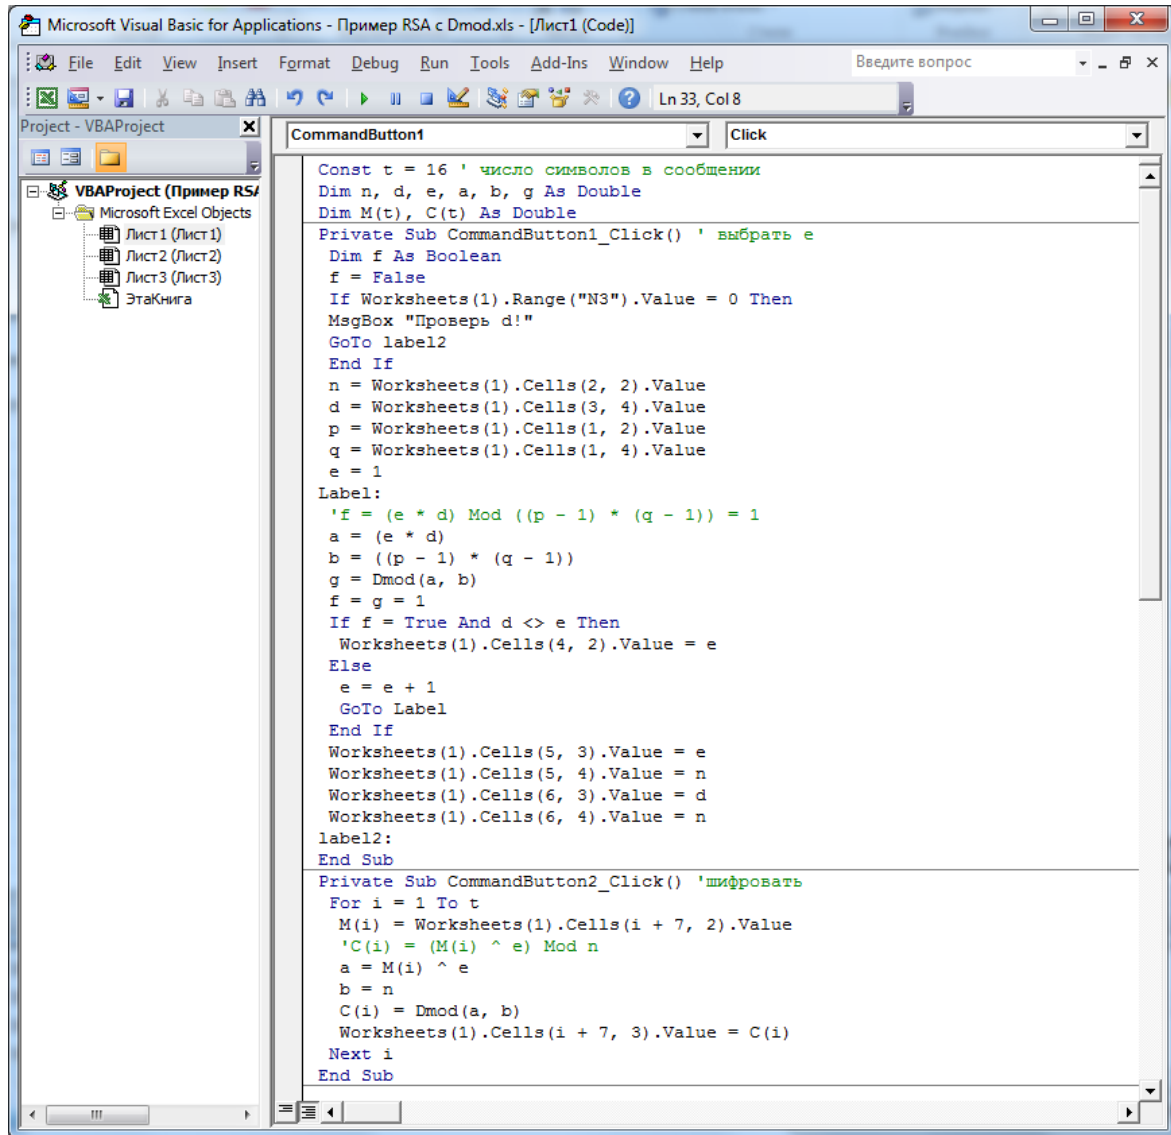 Microsoft Visual Basic for Applications - Пример RSA с Dmod.xls - [Лист1 (Code)]
File Edit View Insert Format Debug Run Tools Add-Ins Window Help Введите вопрос
Ln 33, Col 8
Project - VBAProject
CommandButton1 Click
VBAProject (Пример RSA
Microsoft Excel Objects
Лист1 (Лист1)
Лист2 (Лист2)
Лист3 (Лист3)
ЭтаКнига
Const t = 16 ' число символов в сообщении
Dim n, d, e, a, b, g As Double
Dim M(t), C(t) As Double
Private Sub CommandButton1_Click() ' выбрать e
Dim f As Boolean
f = False
If Worksheets(1).Range("N3").Value = 0 Then
MsgBox "Проверь d!"
GoTo label2
End If
n = Worksheets(1).Cells(2, 2).Value
d = Worksheets(1).Cells(3, 4).Value
p = Worksheets(1).Cells(1, 2).Value
q = Worksheets(1).Cells(1, 4).Value
e = 1
Label:
'f = (e * d) Mod ((p - 1) * (q - 1)) = 1
a = (e * d)
b = ((p - 1) * (q - 1))
g = Dmod(a, b)
f = g = 1
If f = True And d <> e Then
Worksheets(1).Cells(4, 2).Value = e
Else
e = e + 1
GoTo Label
End If
Worksheets(1).Cells(5, 3).Value = e
Worksheets(1).Cells(5, 4).Value = n
Worksheets(1).Cells(6, 3).Value = d
Worksheets(1).Cells(6, 4).Value = n
label2:
End Sub
Private Sub CommandButton2_Click() 'шифровать
For i = 1 To t
M(i) = Worksheets(1).Cells(i + 7, 2).Value
'C(i) = (M(i) ^ e) Mod n
a = M(i) ^ e
b = n
C(i) = Dmod(a, b)
Worksheets(1).Cells(i + 7, 3).Value = C(i)
Next i
End Sub